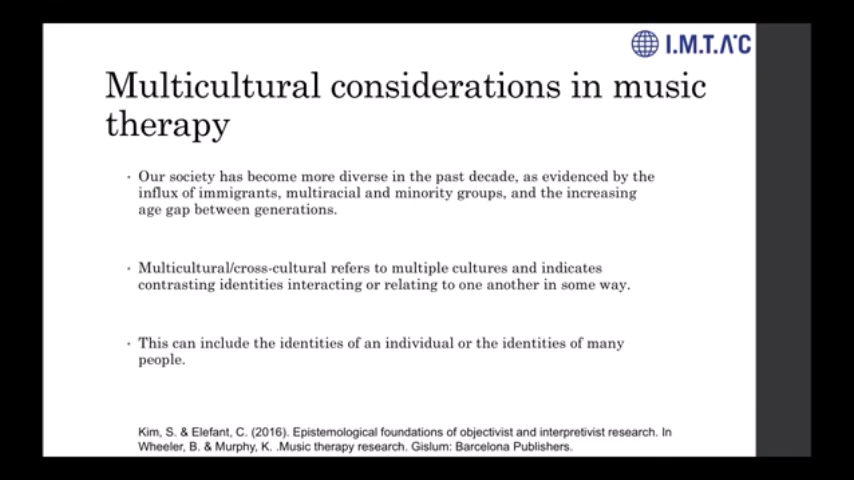 I.M.T.A'C
Multicultural considerations in music
therapy
• Our society has become more diverse in the past decade, as evidenced by the
influx of immigrants, multiracial and minority groups, and the increasing
age gap between generations.
• Multicultural/cross-cultural refers to multiple cultures and indicates
contrasting identities interacting or relating to one another in some way.
• This can include the identities of an individual or the identities of many
people.
Kim, S. & Elefant, C. (2016). Epistemological foundations of objectivist and interpretivist research. In
Wheeler, B. & Murphy, K. .Music therapy research. Gislum: Barcelona Publishers.